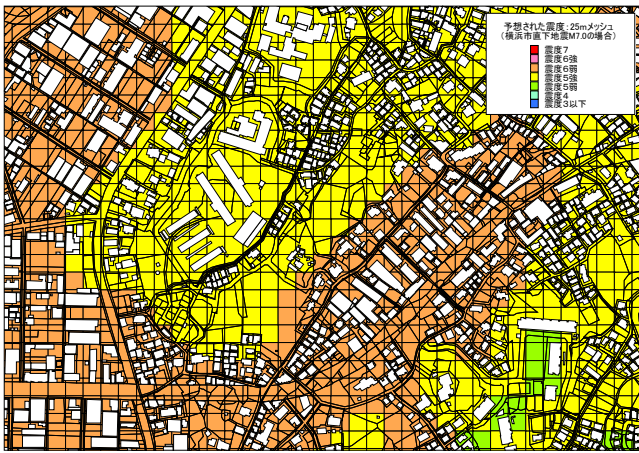 予想された震度：25mメッシュ
（横浜市直下地震M7.0の場合）
震度7
震度6強
震度6弱
震度5強
震度5弱
震度4
震度3以下